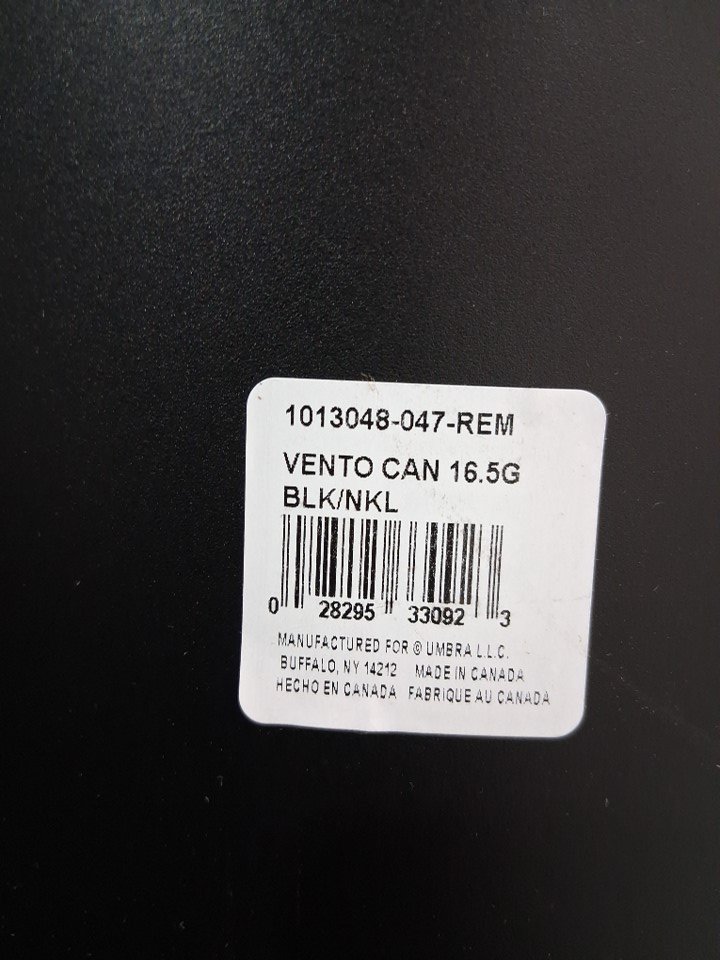 1013048-047-REM
VENTO CAN 16.5G
BLK/NKL
0 28295 33092 3
MANUFACTURED FOR © UMBRA L.L.C.
BUFFALO, NY 14212 MADE IN CANADA
HECHO EN CANADA FABRIQUE AU CANADA